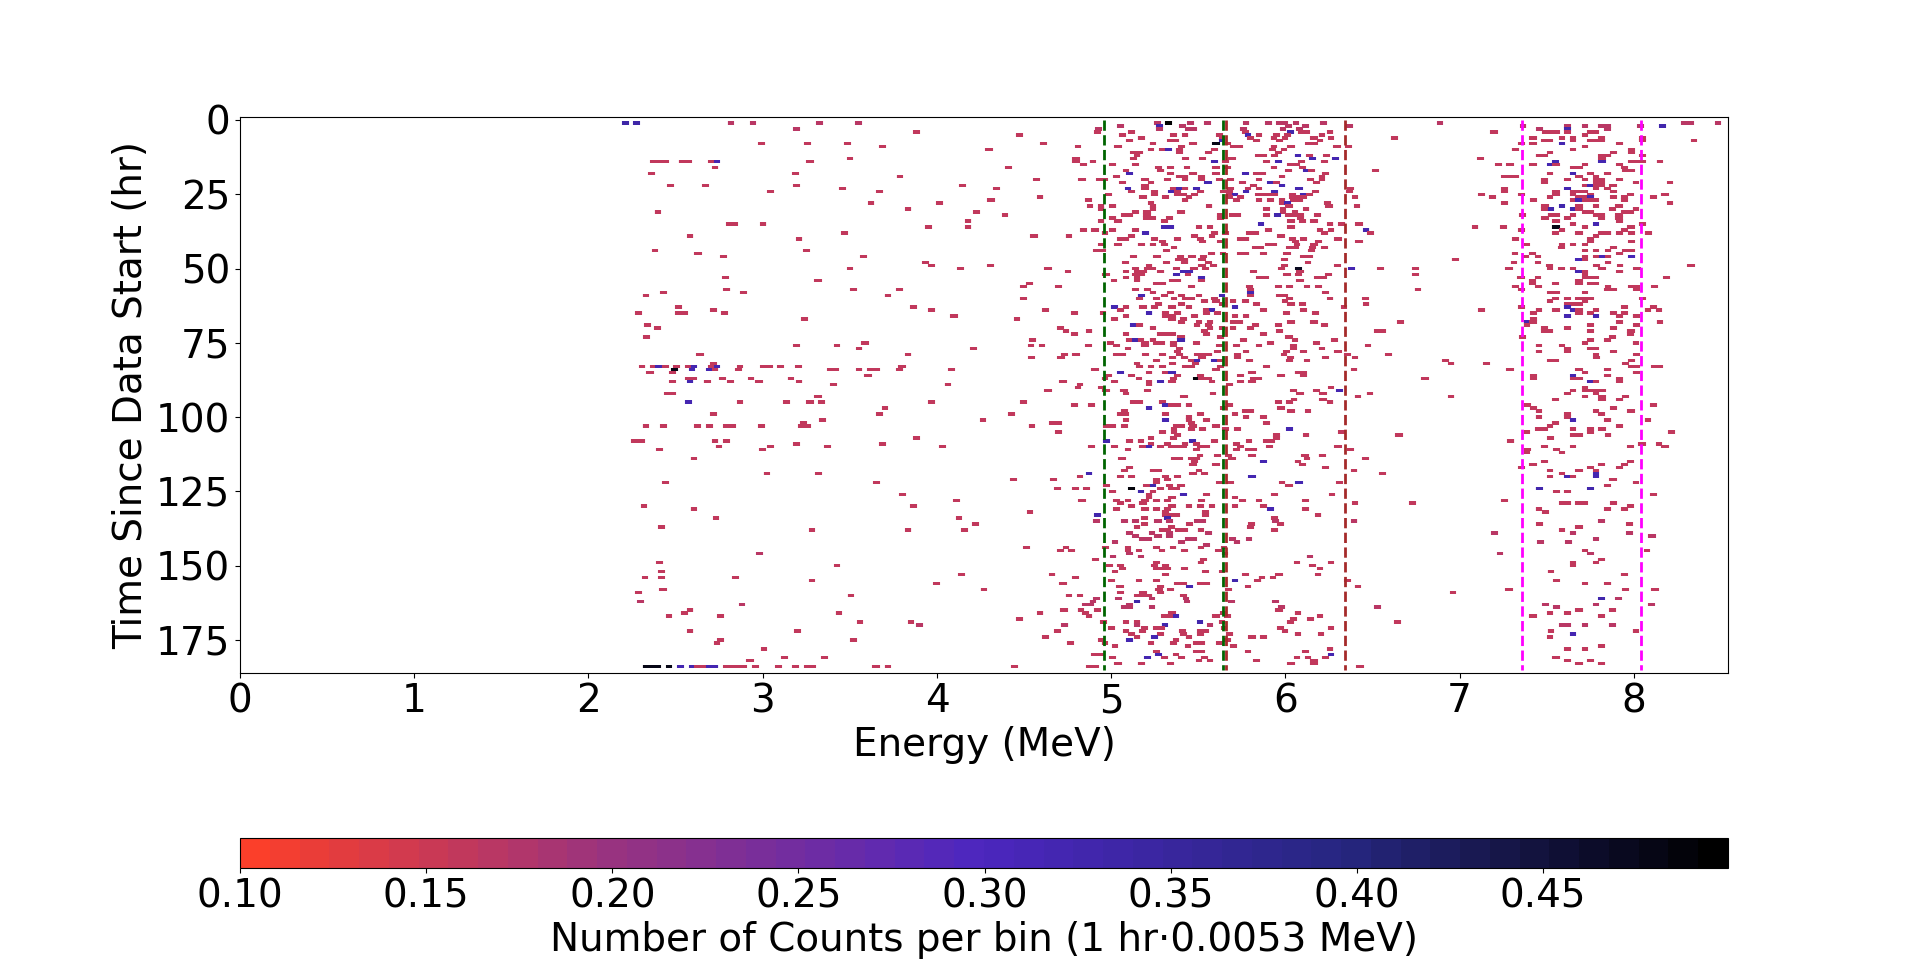 0
25
50
75
100
125
150
175
Time Since Data Start (hr)
0 1 2 3 4 5 6 7 8
Energy (MeV)
0.10 0.15 0.20 0.25 0.30 0.35 0.40 0.45
Number of Counts per bin (1 hr·0.0053 MeV)